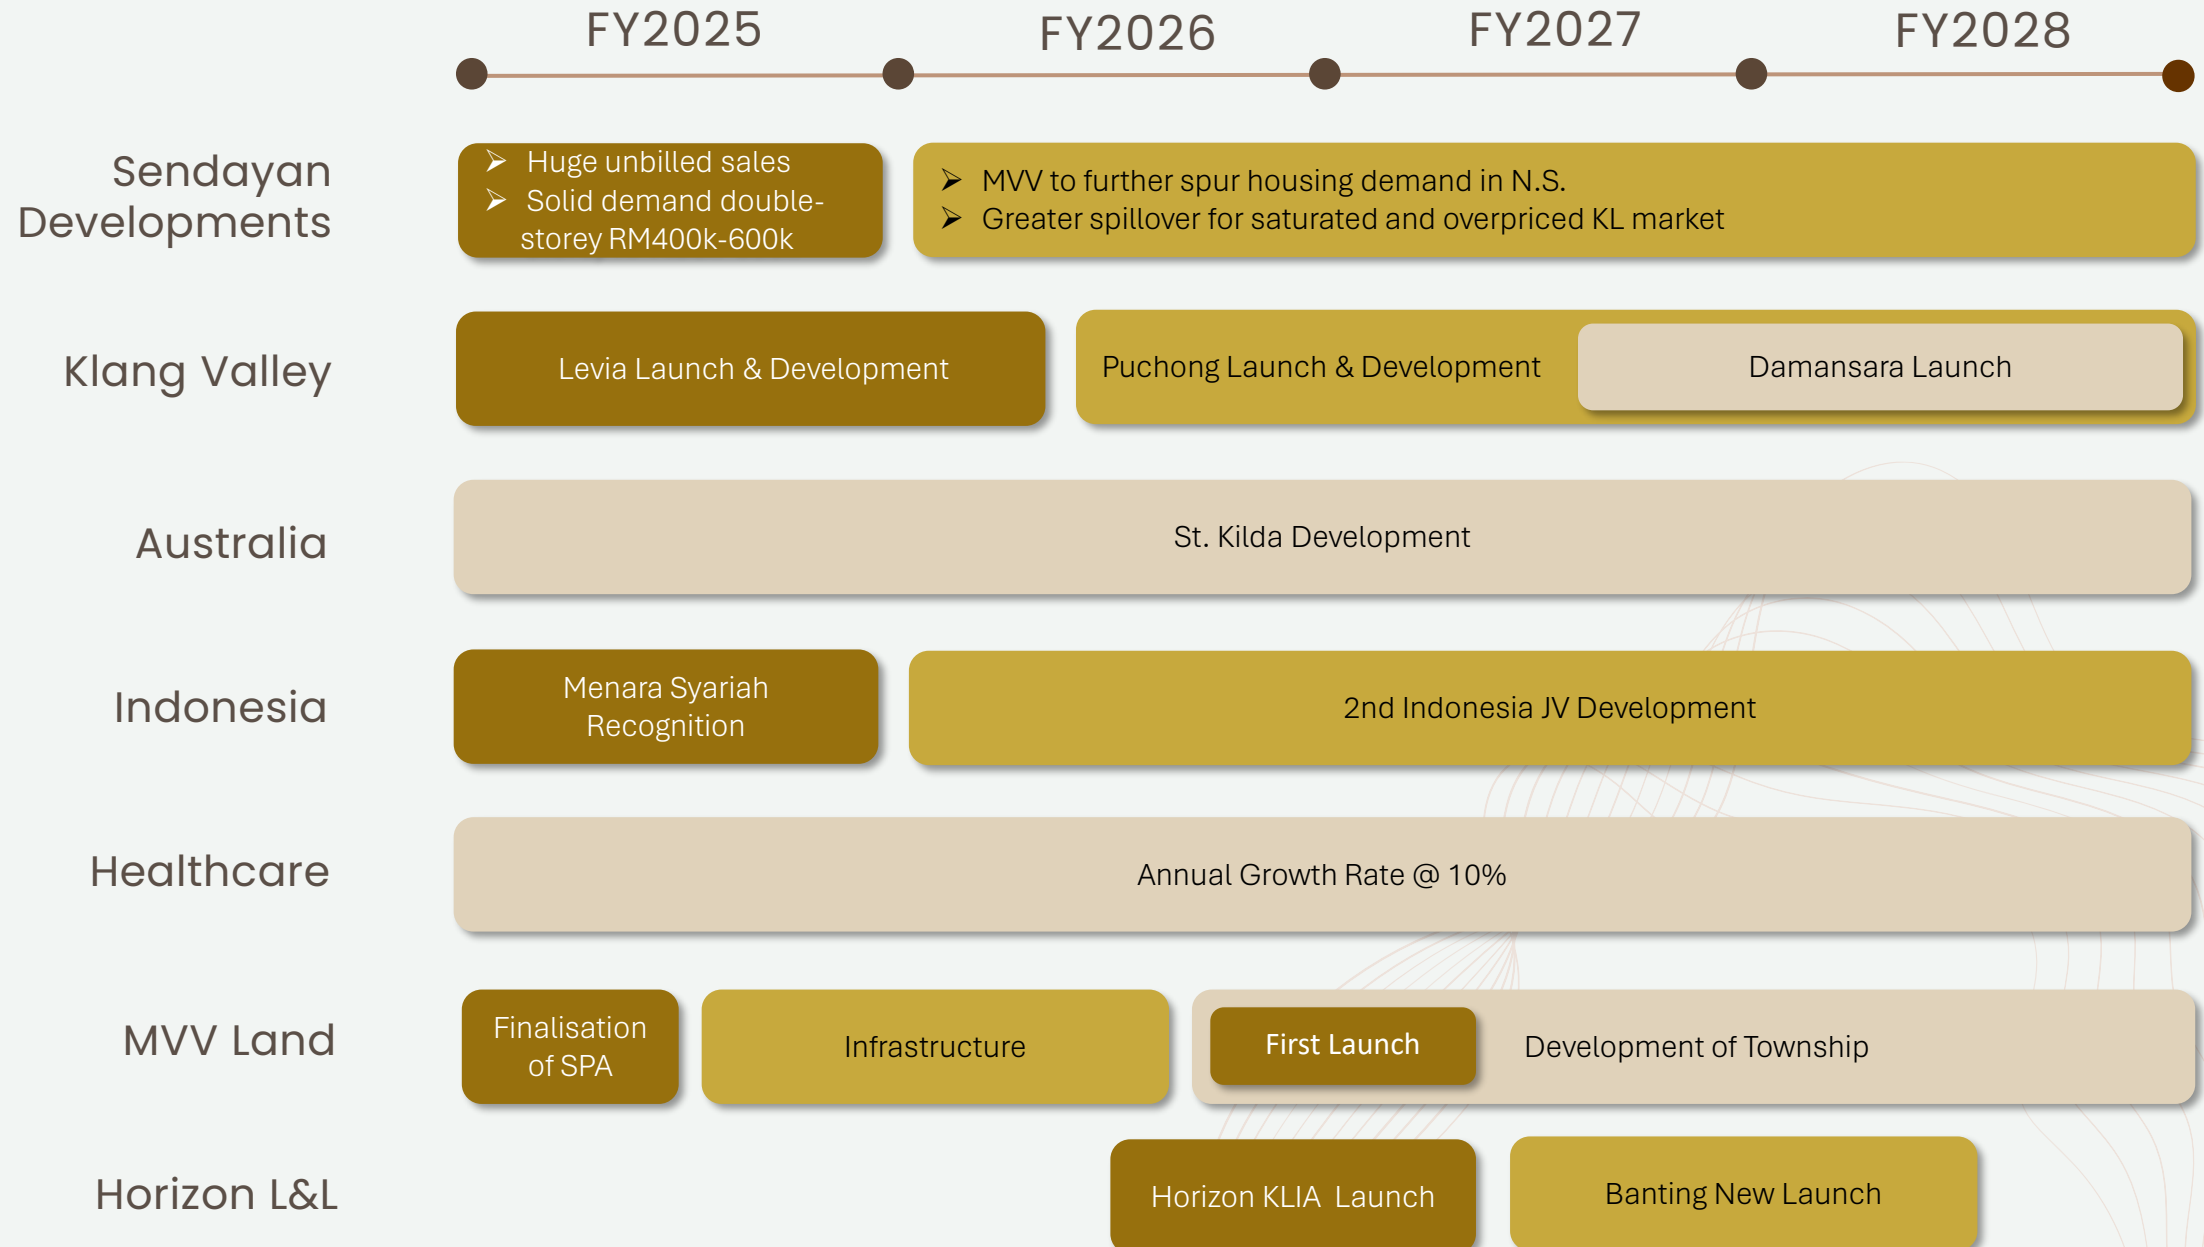 FY2025
FY2026
FY2027
FY2028
Sendayan
Developments
➢ Huge unbilled sales
➢ Solid demand double-
storey RM400k-600k
➢ MVV to further spur housing demand in N.S.
➢ Greater spillover for saturated and overpriced KL market
Klang Valley
Levia Launch & Development
Puchong Launch & Development
Damansara Launch
Australia
St. Kilda Development
Indonesia
Menara Syariah
Recognition
2nd Indonesia JV Development
Healthcare
Annual Growth Rate @ 10%
MVV Land
Finalisation
of SPA
Infrastructure
First Launch
Development of Township
Horizon L&L
Horizon KLIA Launch
Banting New Launch